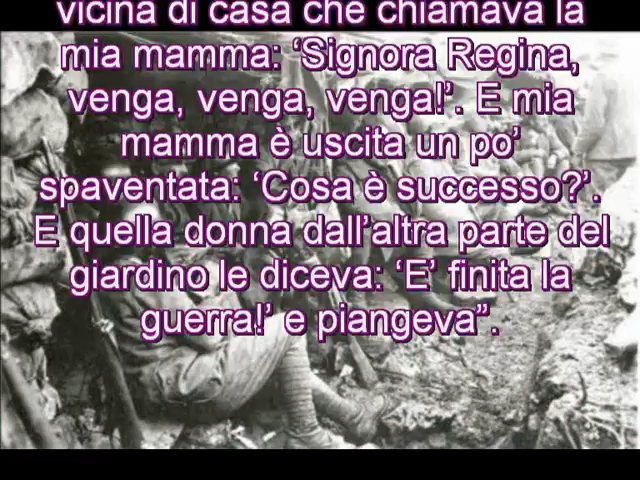 vicina di casa che chiamava la
mia mamma: ‘Signora Regina,
venga, venga, venga!’. E mia
mamma è uscita un po’
spaventata: ‘Cosa è successo?’.
E quella donna dall’altra parte del
giardino le diceva: ‘E’ finita la
guerra!’ e piangeva”.